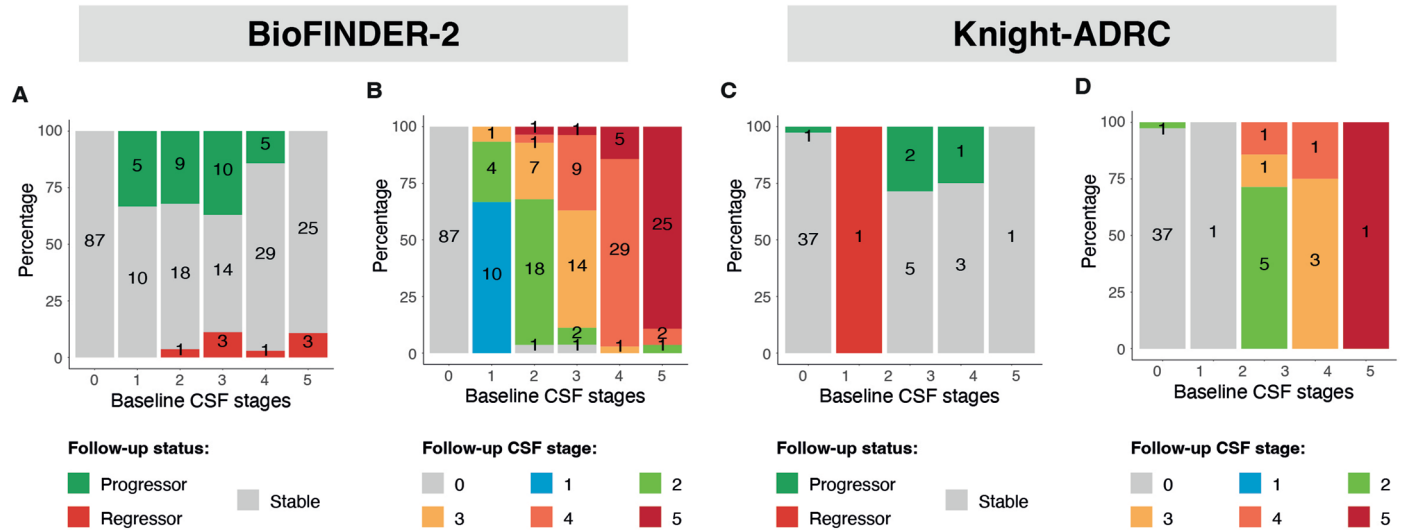 BioFINDER-2
Knight-ADRC
A
Percentage
100
75
50
25
0
87
5
10
9
18
1
10
14
3
5
29
1
25
3
0 1 2 3 4 5
Baseline CSF stages
Follow-up status:
Progressor
Regressor
Stable
B
Percentage
100
75
50
25
0
87
1
4
10
1
1
7
18
1
1
9
14
2
1
5
29
1
25
2
1
0 1 2 3 4 5
Baseline CSF stages
Follow-up CSF stage:
0 1 2
3 4 5
C
Percentage
100
75
50
25
0
1
37
1
2
5
1
3
1
0 1 2 3 4 5
Baseline CSF stages
Follow-up status:
Progressor
Regressor
Stable
D
Percentage
100
75
50
25
0
1
37
1
1
1
5
1
3
1
0 1 2 3 4 5
Baseline CSF stages
Follow-up CSF stage:
0 1 2
3 4 5